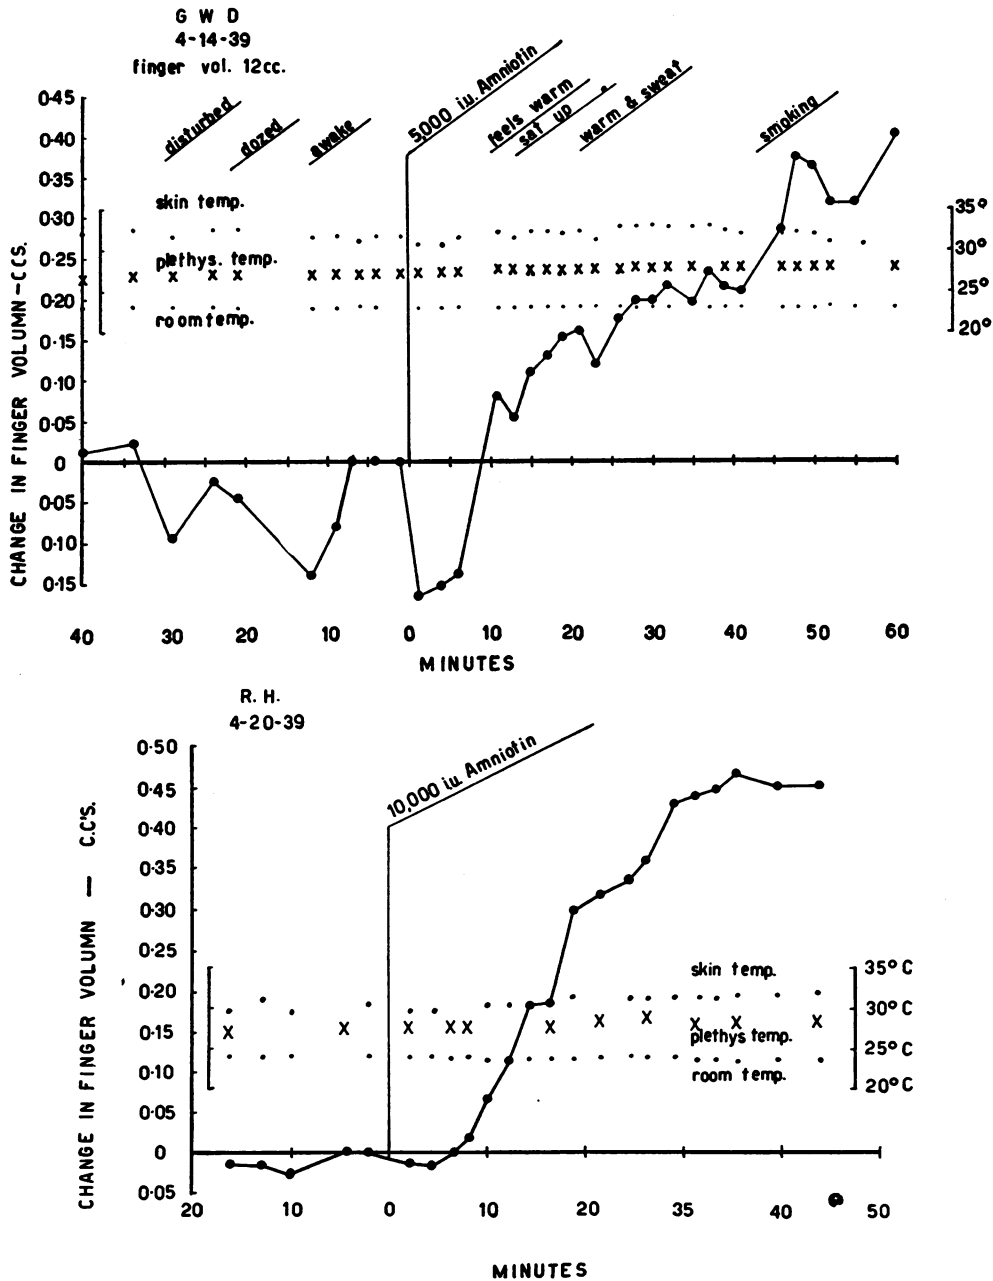 G W D
4-14-39
finger vol. 12cc.
disturbed
dozed
awake
5,000 i.u. Amniotin
feels warm
sat up
warm & sweat
smoking
CHANGE IN FINGER VOLUMN-CCS.
0·45
0·40
0·35
0·30
0·25
0·20
0·15
0·10
0·05
0
0·05
0·10
0·15
skin temp.
plethys. temp.
room temp.
35°
30°
25°
20°
40 30 20 10 0 10 20 30 40 50 60
MINUTES
R. H.
4-20-39
10,000 i.u. Amniotin
CHANGE IN FINGER VOLUMN — C.C'S.
0·50
0·45
0·40
0·35
0·30
0·25
0·20
0·15
0·10
0·05
0
0·05
skin temp.
plethys temp.
room temp.
35°C
30°C
25°C
20°C
20 10 0 10 20 35 40 50
MINUTES